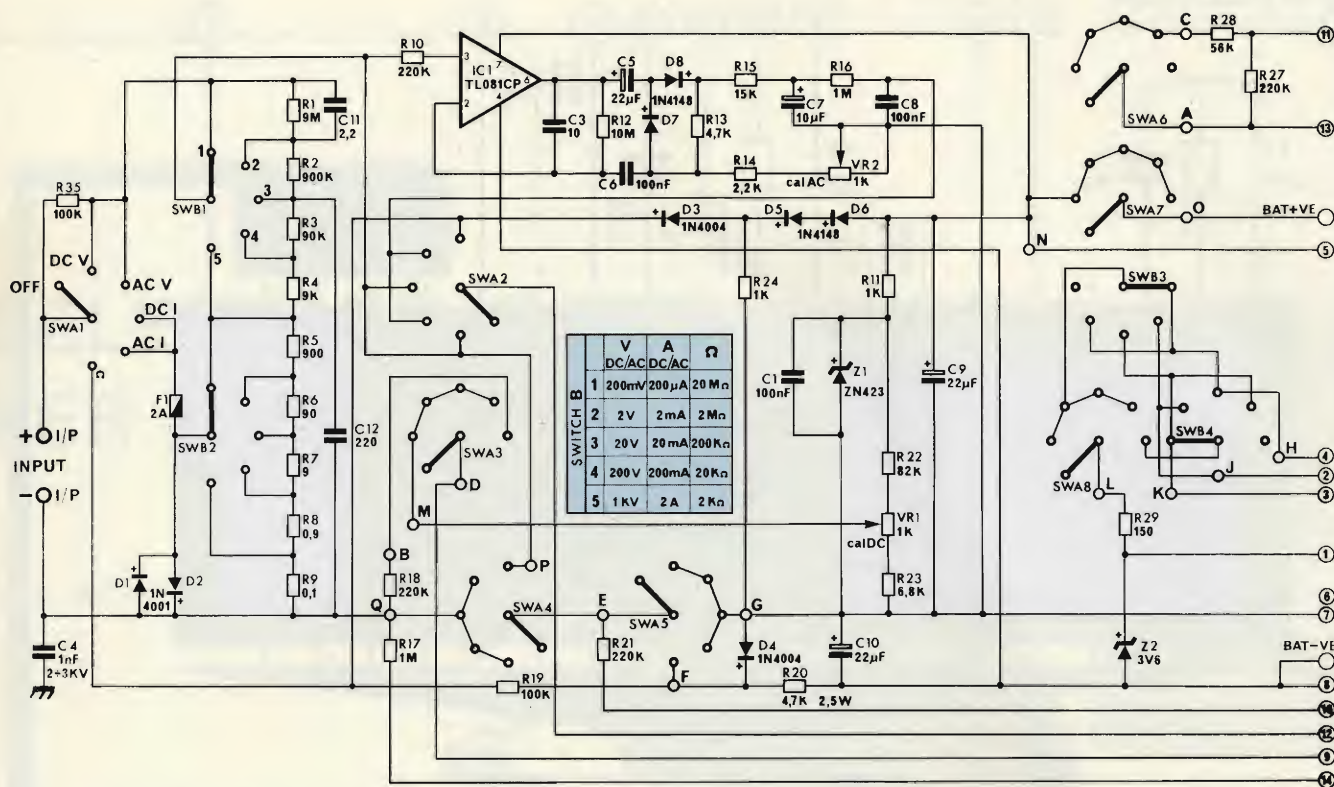 R10
220K
3
IC1
7
TL081CP
6
2
4
C5
22μF
D8
1N4148
D7
C3
10
R12
10M
C6
100nF
R13
4,7K
R15
15K
R16
1M
C7
10μF
C8
100nF
R14
2,2K
calAC
VR2
1K
C
R28
56K
R27
220K
SWA6
A
11
13
R1
9M
C11
2,2
R2
900K
R3
90K
R4
9K
R5
900
R6
90
R7
9
R8
0,9
R9
0,1
C12
220
1
2
3
4
5
SWB1
SWB2
R35
100K
DC V
OFF
SWA1
AC V
DC I
AC I
Ω
F1
2A
+ I/P
INPUT
- I/P
D1
D2
1N
4001
C4
1nF
2÷3KV
SWA2
SWA3
D
M
B
R18
220K
Q
R17
1M
P
SWA4
R19
100K
SWITCH B
V
DC/AC
A
DC/AC
Ω
1 200mV 200μA 20MΩ
2 2V 2mA 2MΩ
3 20V 20mA 200KΩ
4 200V 200mA 20KΩ
5 1KV 2A 2KΩ
D3
1N4004
D5
D6
1N4148
R24
1K
R11
1K
C1
100nF
Z1
ZN423
C9
22μF
R22
82K
VR1
1K
calDC
R23
6,8K
E
R21
220K
SWA5
G
F
D4
1N4004
R20
4,7K
2,5W
C10
22μF
SWA7
O
BAT+VE
N
5
SWB3
SWB4
SWA8
H
J
K
L
4
2
3
R29
150
1
6
7
Z2
3V6
BAT-VE
8
12
9
14